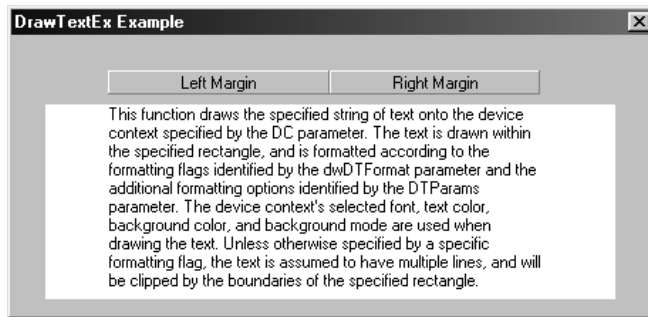 DrawTextEx Example
Left Margin Right Margin
This function draws the specified string of text onto the device
context specified by the DC parameter. The text is drawn within
the specified rectangle, and is formatted according to the
formatting flags identified by the dwDTFormat parameter and the
additional formatting options identified by the DTParams
parameter. The device context's selected font, text color,
background color, and background mode are used when
drawing the text. Unless otherwise specified by a specific
formatting flag, the text is assumed to have multiple lines, and will
be clipped by the boundaries of the specified rectangle.